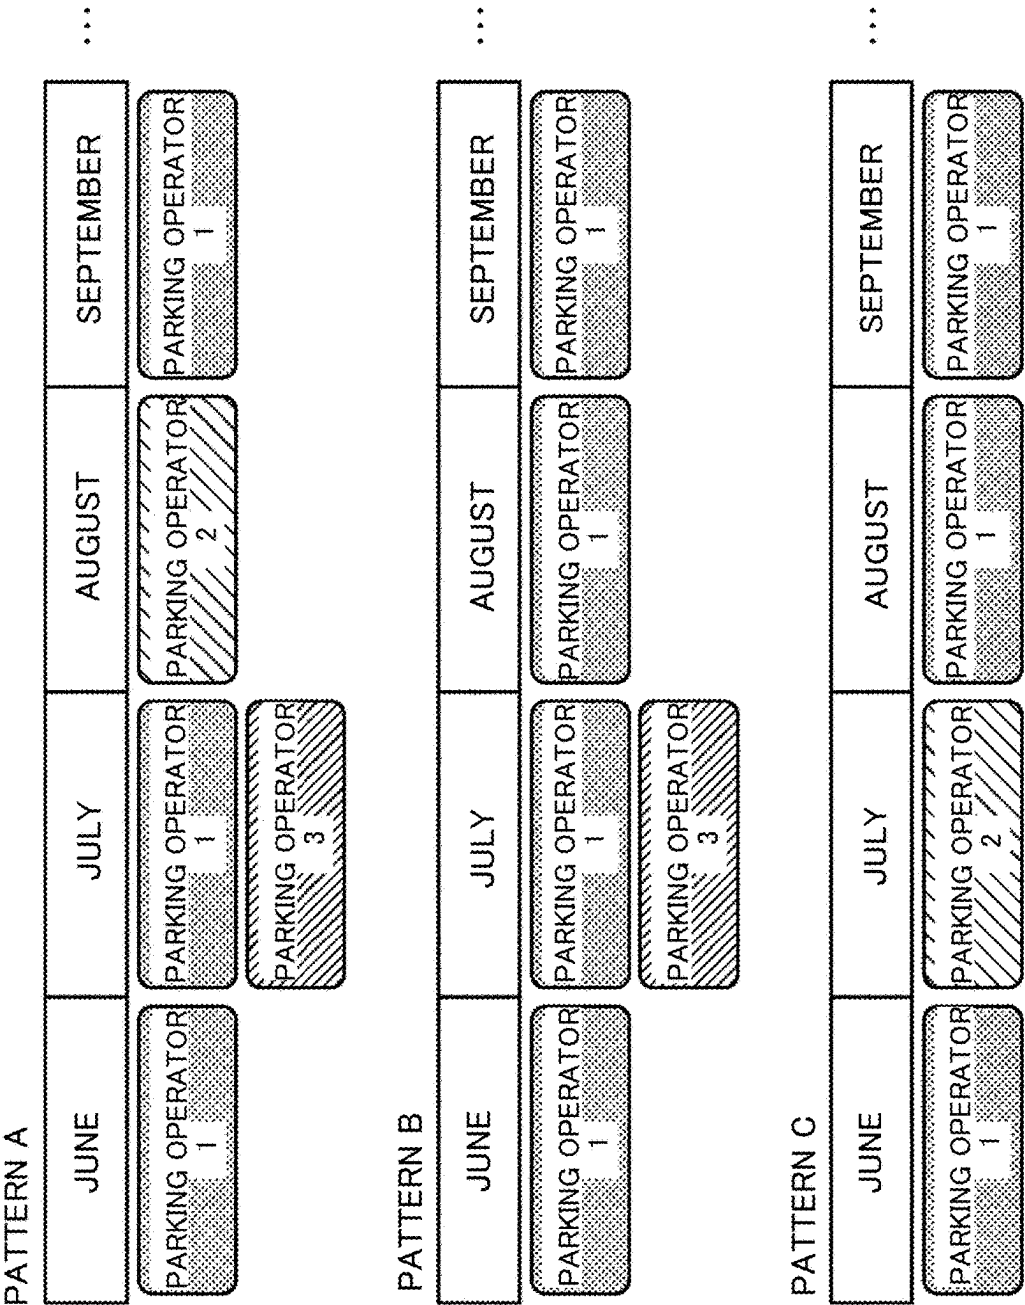 PATTERN A
JUNE
JULY
AUGUST
SEPTEMBER
...
PARKING OPERATOR
1
PARKING OPERATOR
1
PARKING OPERATOR
2
PARKING OPERATOR
1
PARKING OPERATOR
3
PATTERN B
JUNE
JULY
AUGUST
SEPTEMBER
...
PARKING OPERATOR
1
PARKING OPERATOR
1
PARKING OPERATOR
1
PARKING OPERATOR
1
PARKING OPERATOR
3
PATTERN C
JUNE
JULY
AUGUST
SEPTEMBER
...
PARKING OPERATOR
1
PARKING OPERATOR
2
PARKING OPERATOR
1
PARKING OPERATOR
1